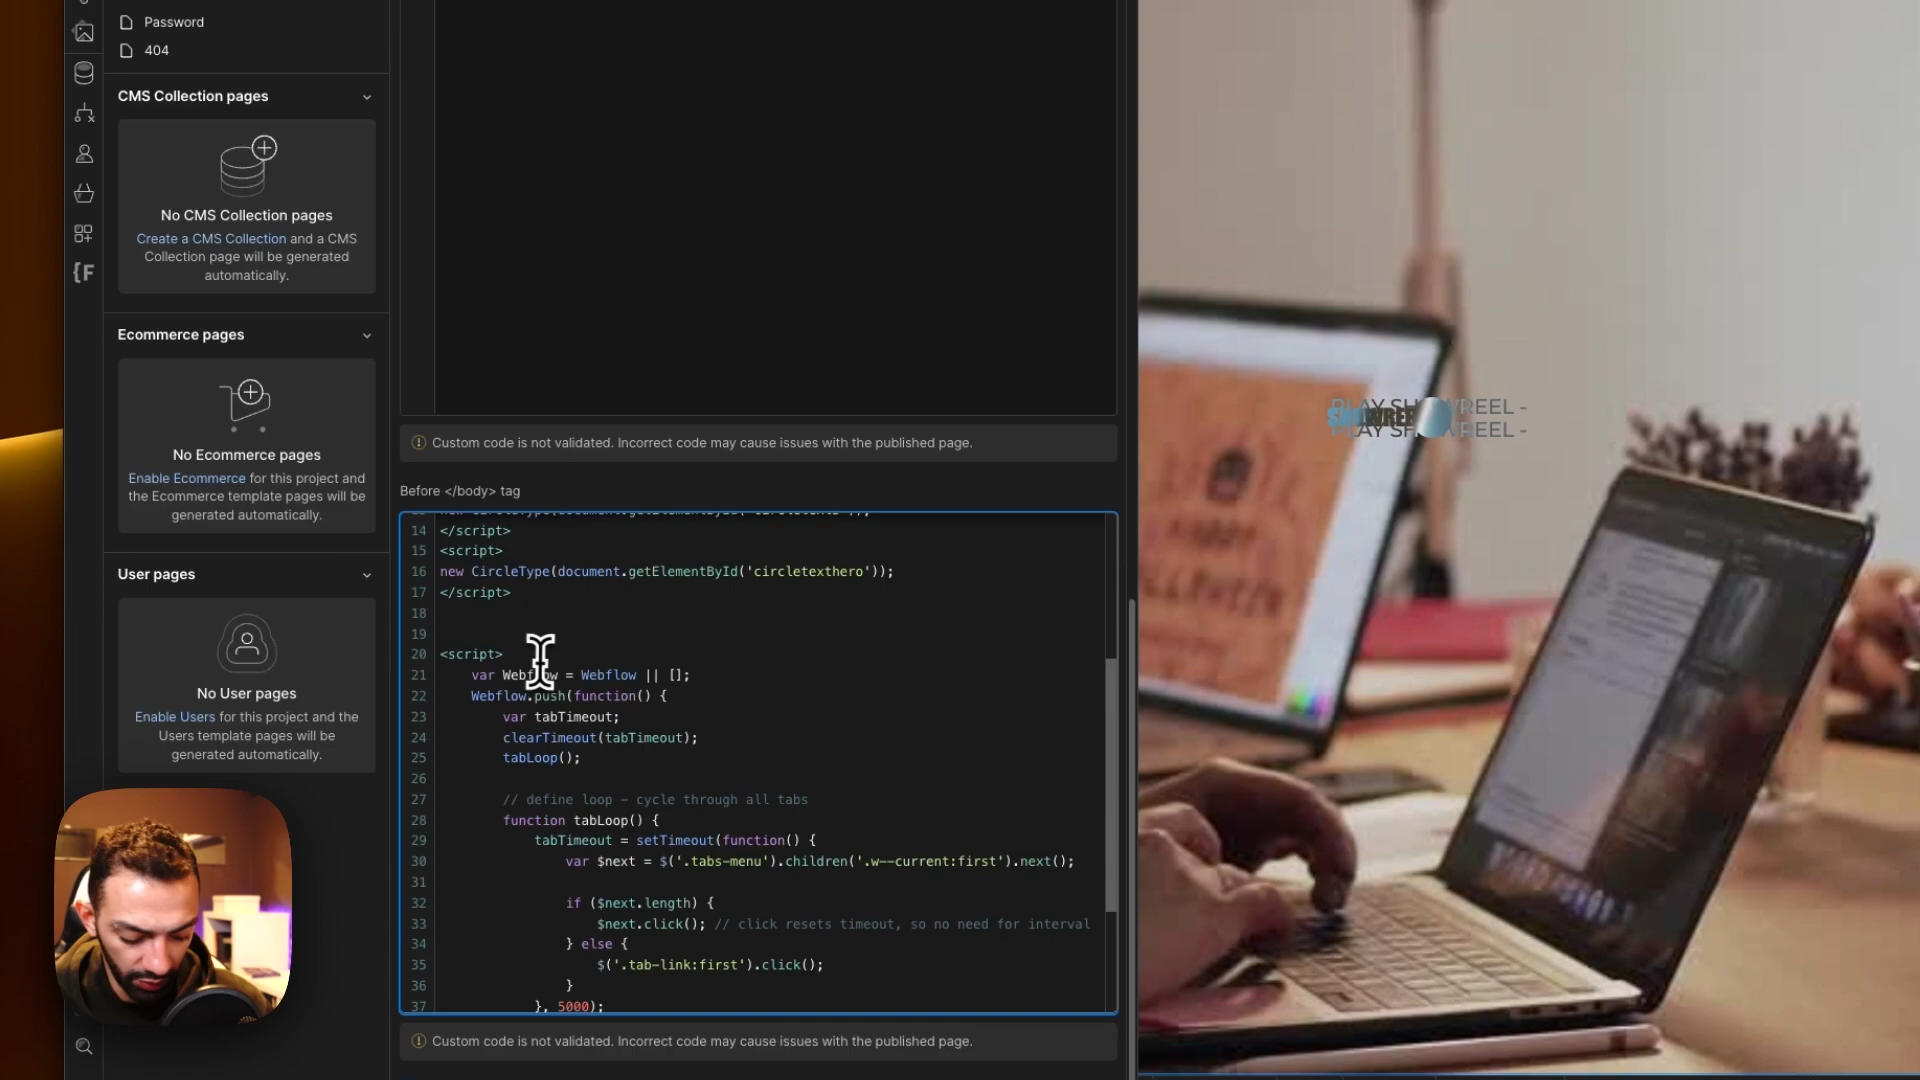 Password
404
CMS Collection pages
No CMS Collection pages
Create a CMS Collection and a CMS
Collection page will be generated
automatically.
Ecommerce pages
No Ecommerce pages
Enable Ecommerce for this project and
the Ecommerce template pages will be
generated automatically.
User pages
No User pages
Enable Users for this project and the
Users template pages will be
generated automatically.
{F
Custom code is not validated. Incorrect code may cause issues with the published page.
Before </body> tag
14 </script>
15 <script>
16 new CircleType(document.getElementById('circletexthero'));
17 </script>
18
19
20 <script>
21 var Webflow = Webflow || [];
22 Webflow.push(function() {
23 var tabTimeout;
24 clearTimeout(tabTimeout);
25 tabLoop();
26
27 // define loop - cycle through all tabs
28 function tabLoop() {
29 tabTimeout = setTimeout(function() {
30 var $next = $('.tabs-menu').children('.w--current:first').next();
31
32 if ($next.length) {
33 $next.click(); // click resets timeout, so no need for interval
34 } else {
35 $('.tab-link:first').click();
36 }
37 }, 5000);
Custom code is not validated. Incorrect code may cause issues with the published page.
PLAY SHOWREEL -
PLAY SHOWREEL -